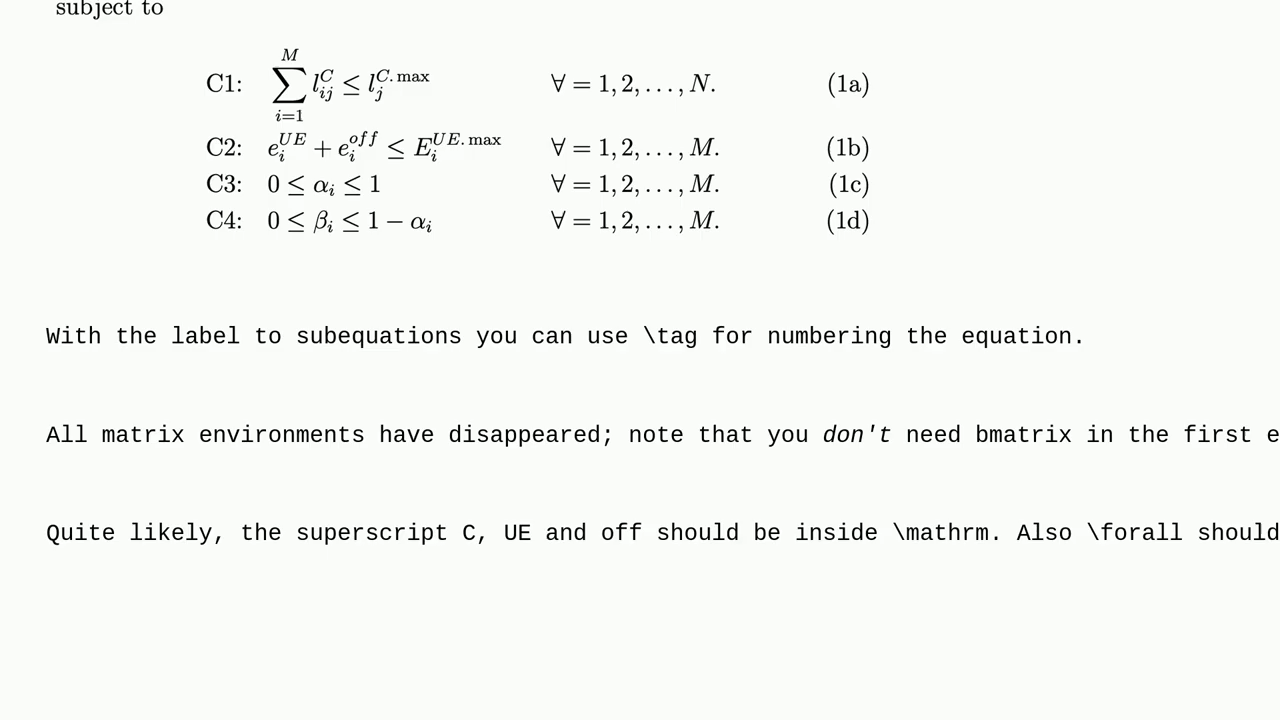 subject to
C1: \sum_{i=1}^{M} l_{ij}^{C} \leq l_{j}^{C.\max} \forall = 1, 2, \ldots, N. (1a)
C2: e_{i}^{UE} + e_{i}^{off} \leq E_{i}^{UE.\max} \forall = 1, 2, \ldots, M. (1b)
C3: 0 \leq \alpha_{i} \leq 1 \forall = 1, 2, \ldots, M. (1c)
C4: 0 \leq \beta_{i} \leq 1 - \alpha_{i} \forall = 1, 2, \ldots, M. (1d)
With the label to subequations you can use \tag for numbering the equation.
All matrix environments have disappeared; note that you don't need bmatrix in the first
Quite likely, the superscript C, UE and off should be inside \mathrm. Also \forall should